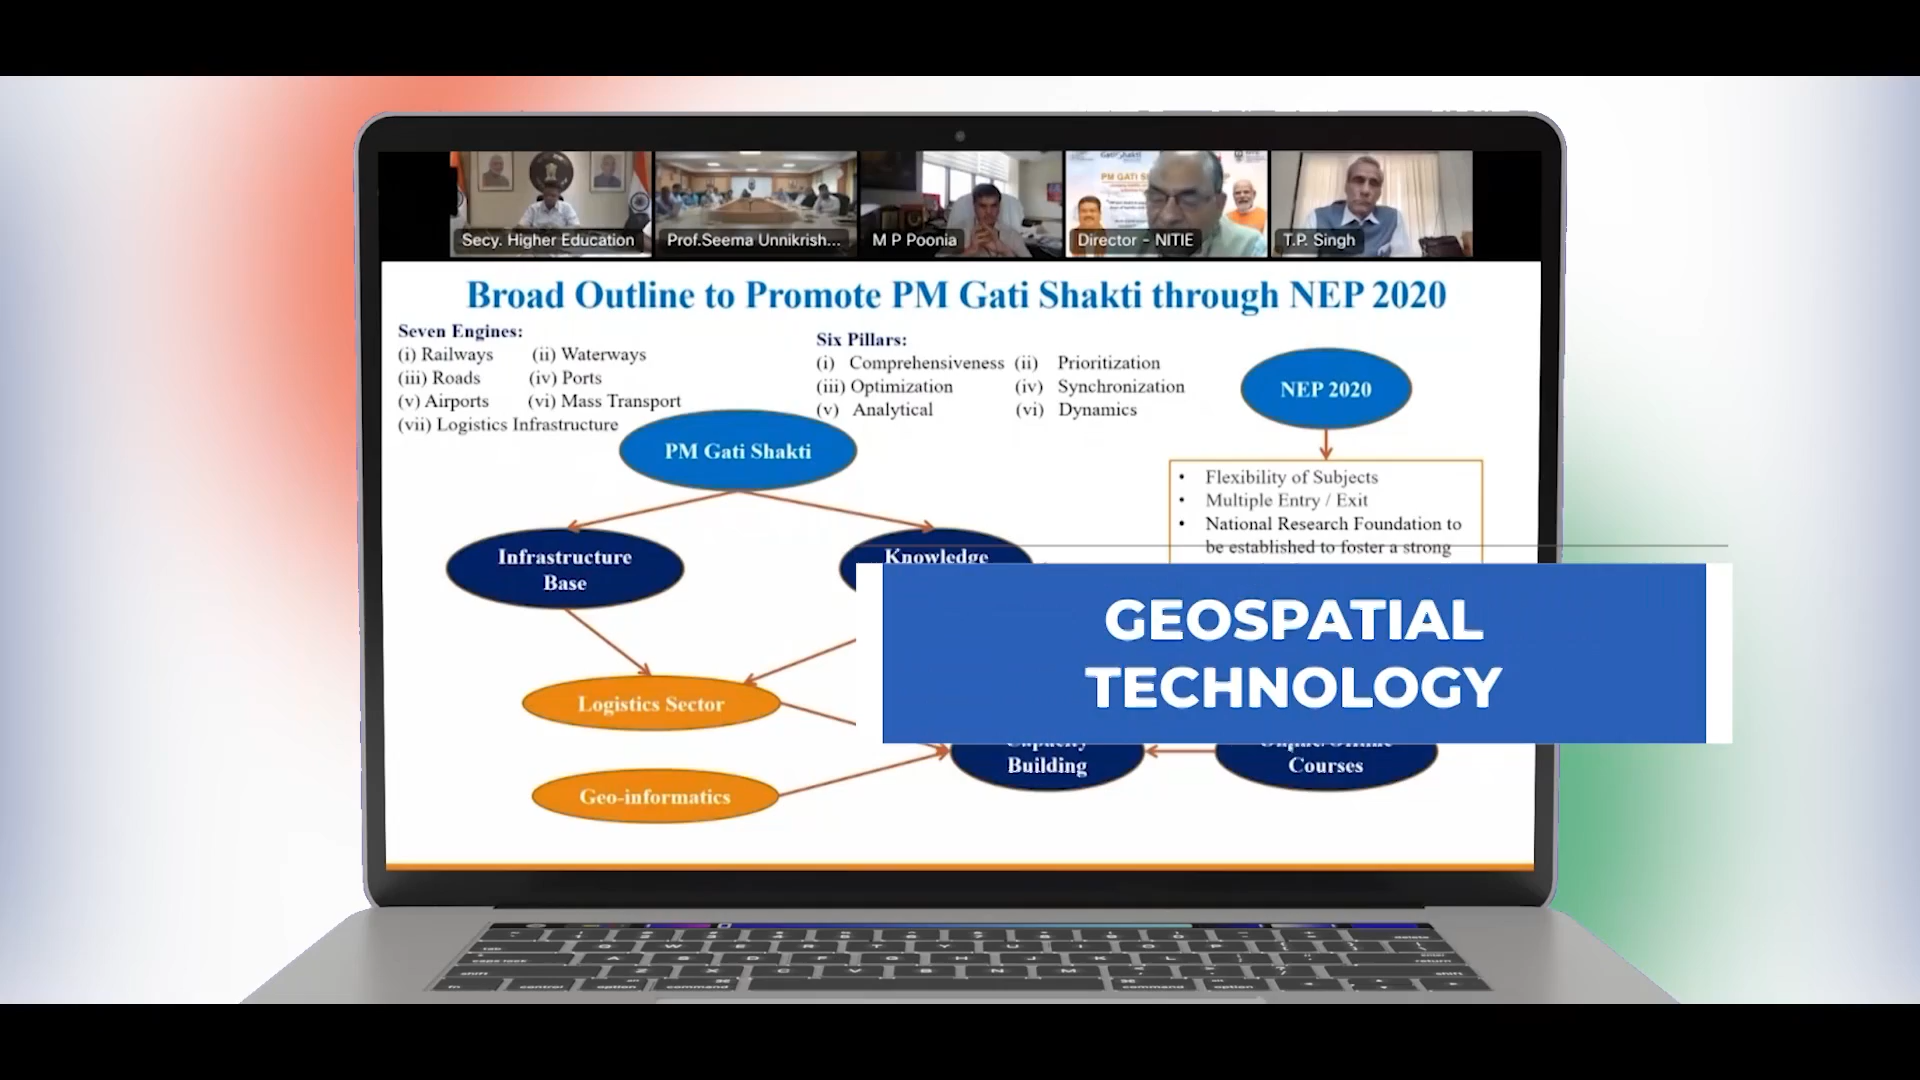 Secy. Higher Education
Prof.Seema Unnikrish...
M P Poonia
Director - NITIE
T.P. Singh
Broad Outline to Promote PM Gati Shakti through NEP 2020
Seven Engines:
(i) Railways (ii) Waterways
(iii) Roads (iv) Ports
(v) Airports (vi) Mass Transport
(vii) Logistics Infrastructure
Six Pillars:
(i) Comprehensiveness (ii) Prioritization
(iii) Optimization (iv) Synchronization
(v) Analytical (vi) Dynamics
NEP 2020
PM Gati Shakti
• Flexibility of Subjects
• Multiple Entry / Exit
• National Research Foundation to
be established to foster a strong
Infrastructure
Base
Knowledge
GEOSPATIAL
TECHNOLOGY
Logistics Sector
Capacity
Building
Online/Offline
Courses
Geo-informatics